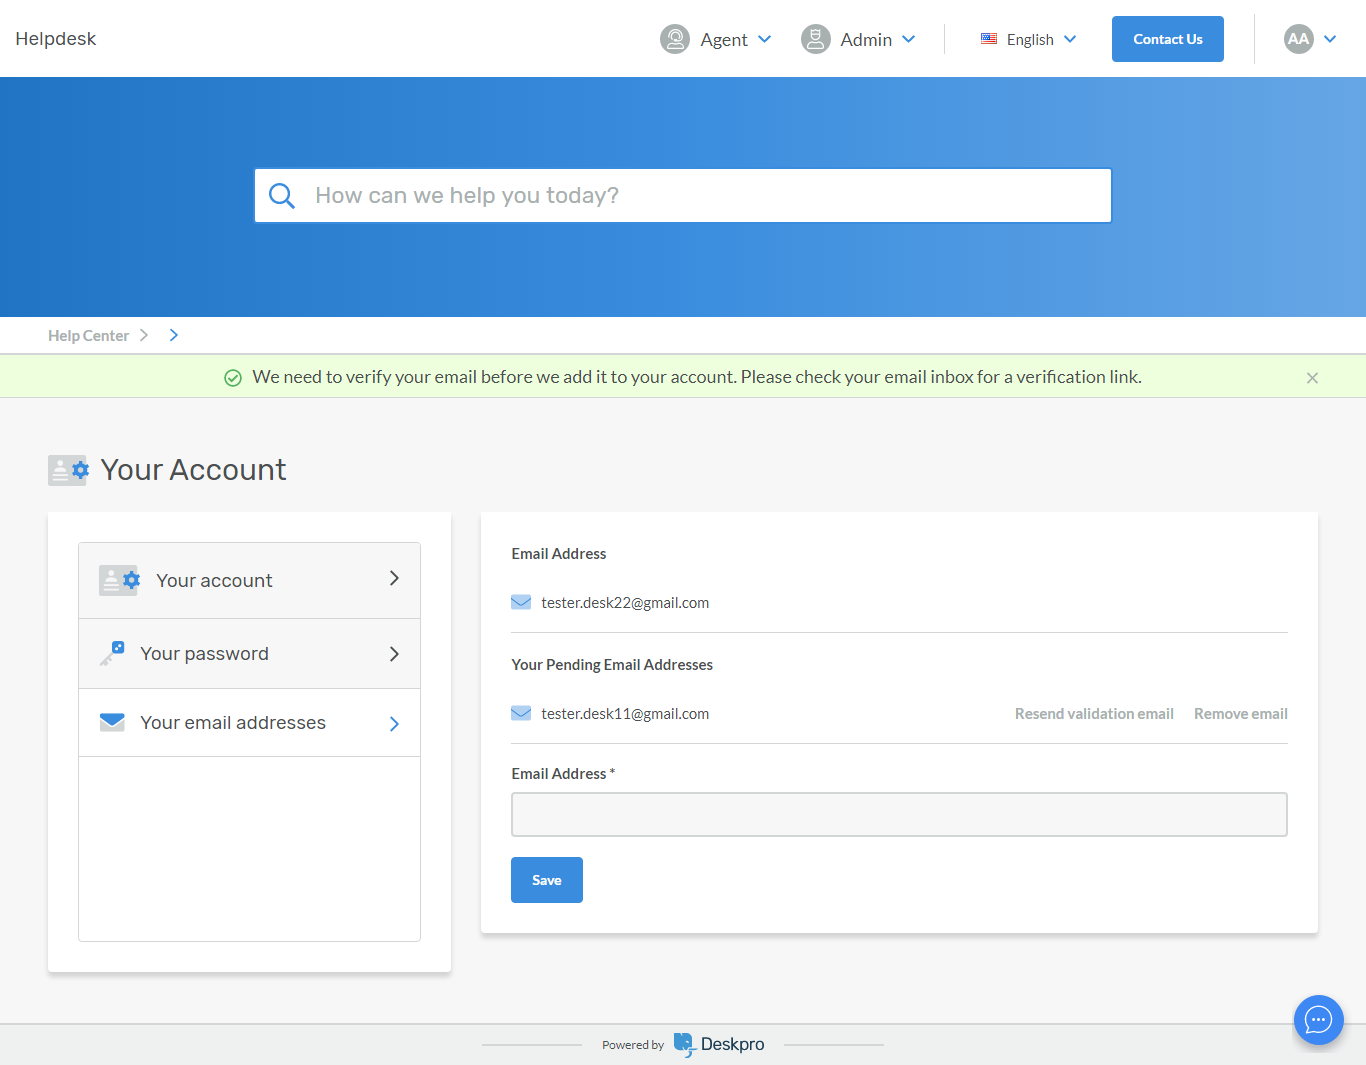 Helpdesk
Agent
Admin
English
Contact Us
AA
How can we help you today?
Help Center
We need to verify your email before we add it to your account. Please check your email inbox for a verification link.
Your Account
Your account
Your password
Your email addresses
Email Address
tester.desk22@gmail.com
Your Pending Email Addresses
tester.desk11@gmail.com Resend validation email Remove email
Email Address *
Save
Powered by Deskpro